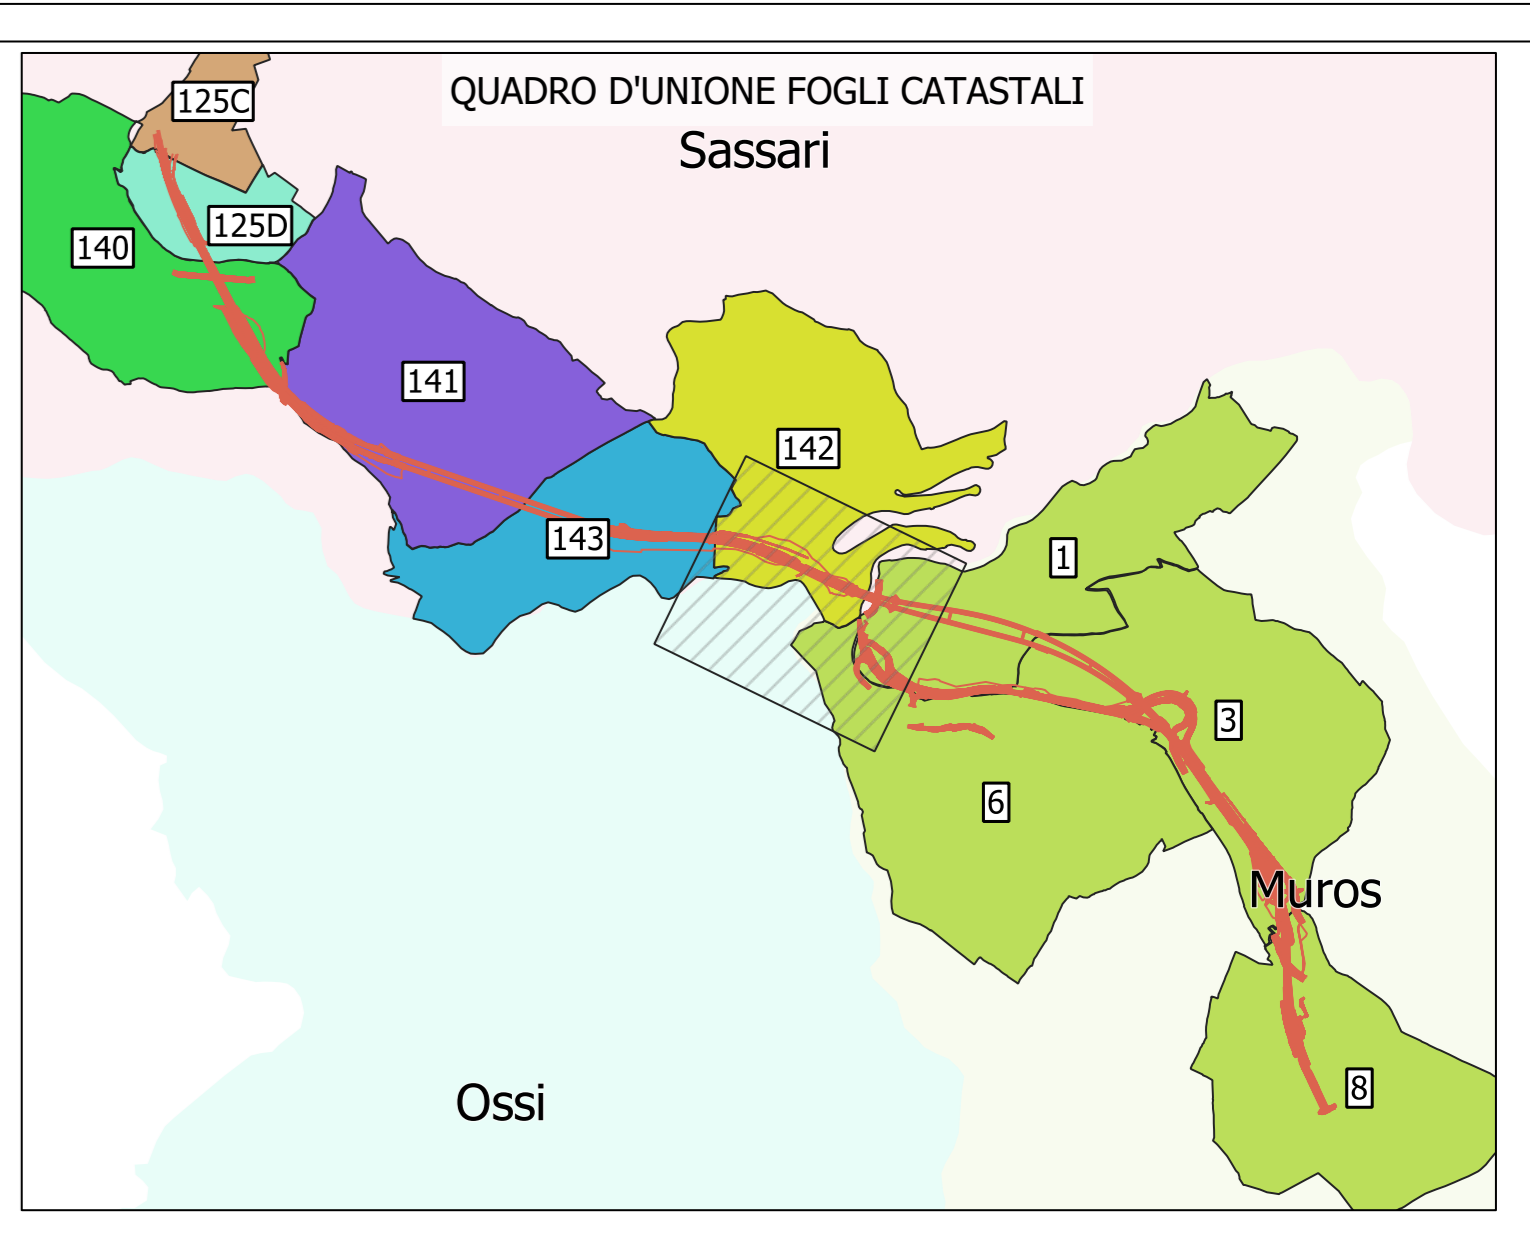 QUADRO D'UNIONE FOGLI CATASTALI
125C
Sassari
125D
140
141
142
143
1
3
6
Muros
8
Ossi